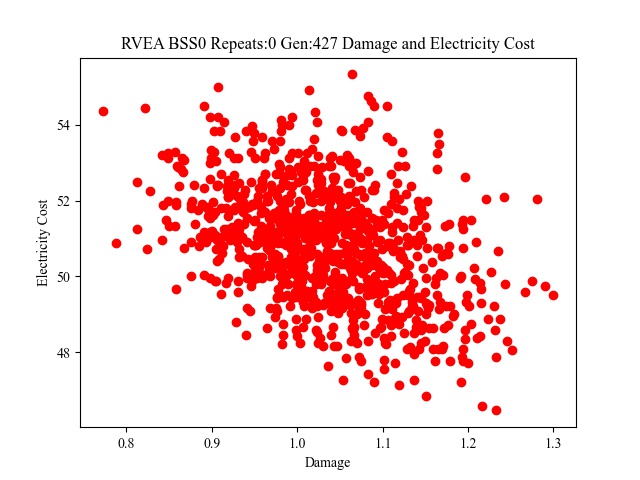 RVEA BSS0 Repeats:0 Gen:427 Damage and Electricity Cost
54
52
50
48
Electricity Cost
0.8 0.9 1.0 1.1 1.2 1.3
Damage